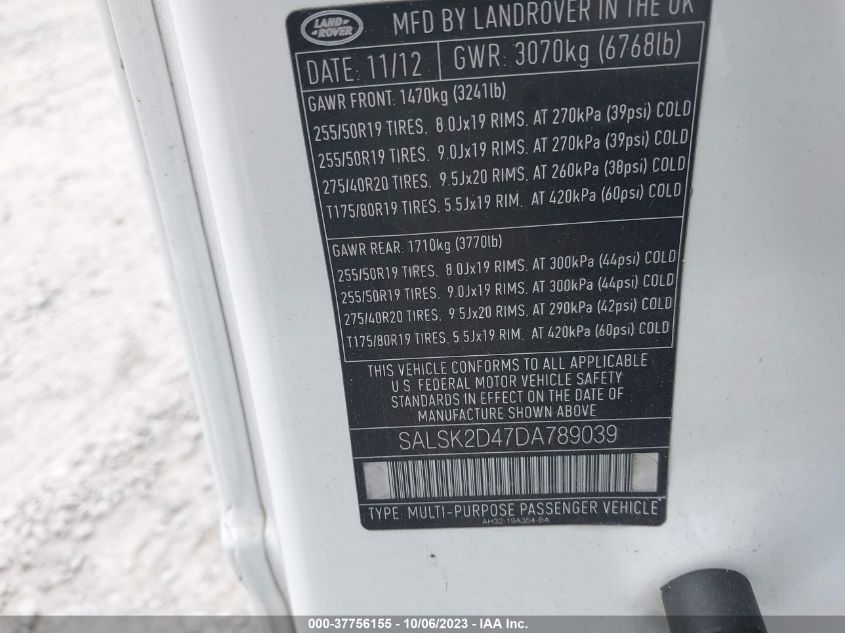 LAND
ROVER
MFD BY LANDROVER IN THE UK
DATE: 11/12 GWR: 3070kg (6768lb)
GAWR FRONT: 1470kg (3241lb)
255/50R19 TIRES. 8.0Jx19 RIMS. AT 270kPa (39psi) COLD
255/50R19 TIRES. 9.0Jx19 RIMS. AT 270kPa (39psi) COLD
275/40R20 TIRES. 9.5Jx20 RIMS. AT 260kPa (38psi) COLD
T175/80R19 TIRES. 5.5Jx19 RIM. AT 420kPa (60psi) COLD
GAWR REAR: 1710kg (3770lb)
255/50R19 TIRES. 8.0Jx19 RIMS. AT 300kPa (44psi) COLD
255/50R19 TIRES. 9.0Jx19 RIMS. AT 300kPa (44psi) COLD
275/40R20 TIRES. 9.5Jx20 RIMS. AT 290kPa (42psi) COLD
T175/80R19 TIRES. 5.5Jx19 RIM. AT 420kPa (60psi) COLD
THIS VEHICLE CONFORMS TO ALL APPLICABLE
U.S. FEDERAL MOTOR VEHICLE SAFETY
STANDARDS IN EFFECT ON THE DATE OF
MANUFACTURE SHOWN ABOVE
SALSK2D47DA789039
TYPE: MULTI-PURPOSE PASSENGER VEHICLE
AH32-19A354-BA
000-37756155 - 10/06/2023 - © IAA, Inc.